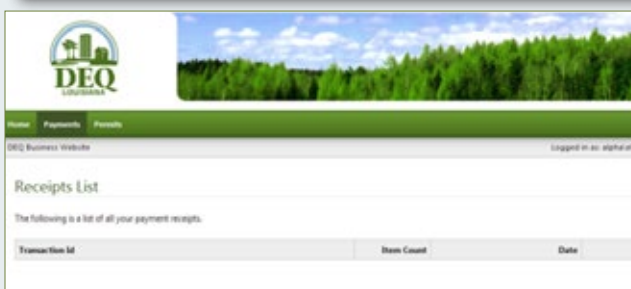 DEQ
LOUISIANA
Home Payments Permits
DEQ Business Website Logged in as:
Receipts List
The following is a list of all your payment receipts.
Transaction Id Item Count Date